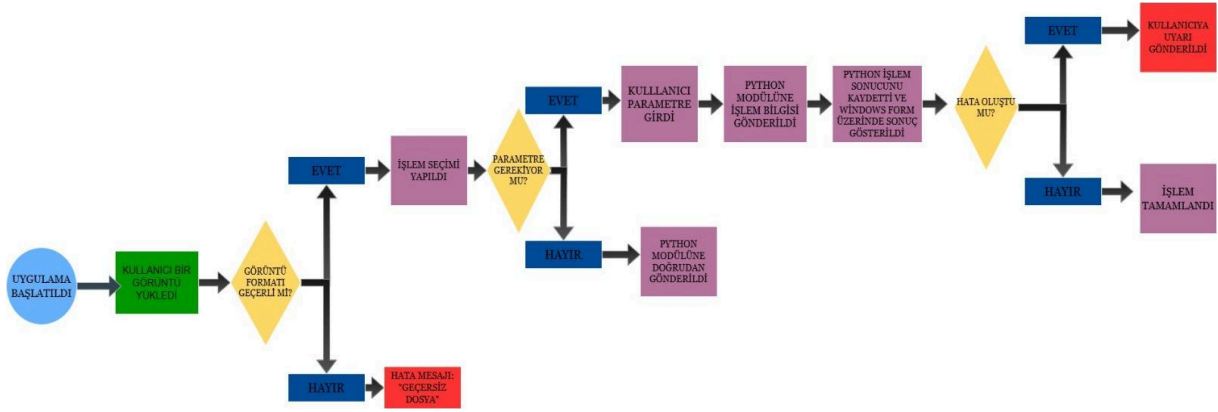 UYGULAMA
BAŞLATILDI
KULLANICI BİR
GÖRÜNTÜ
YÜKLEDİ
GÖRÜNTÜ
FORMATI
GEÇERLİ Mİ?
EVET
HAYIR
HATA MESAJI:
"GEÇERSİZ
DOSYA"
İŞLEM SEÇİMİ
YAPILDI
PARAMETRE
GEREKİYOR
MU?
EVET
HAYIR
PYTHON
MODÜLÜNE
DOĞRUDAN
GÖNDERİLDİ
KULLLANICI
PARAMETRE
GİRDİ
PYTHON
MODÜLÜNE
İŞLEM BİLGİSİ
GÖNDERİLDİ
PYTHON İŞLEM
SONUCUNU
KAYDETTİ VE
WİNDOWS FORM
ÜZERİNDE SONUÇ
GÖSTERİLDİ
HATA OLUŞTU
MU?
EVET
KULLANICIYA
UYARI
GÖNDERİLDİ
HAYIR
İŞLEM
TAMAMLANDI